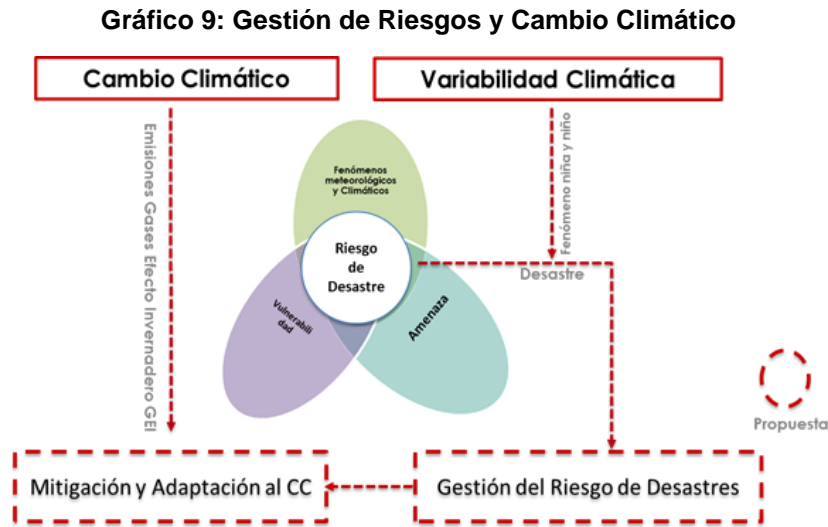 Gráfico 9: Gestión de Riesgos y Cambio Climático
Cambio Climático
Variabilidad Climática
Emisiones Gases Efecto Invernadero GEI
Fenómeno niña y niño
Fenómenos
meteorológicos
y Climáticos
Riesgo
de
Desastre
Desastre
Vulnerabili
dad
Amenaza
Propuesta
Mitigación y Adaptación al CC
Gestión del Riesgo de Desastres